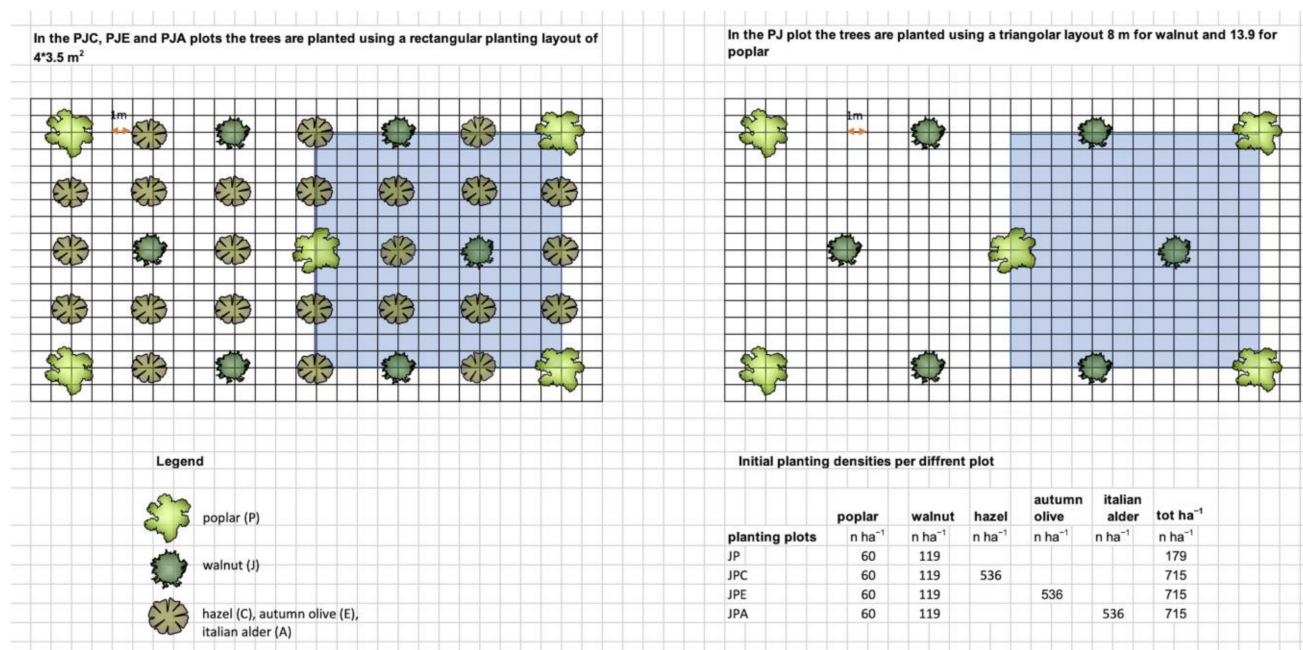 In the PJC, PJE and PJA plots the trees are planted using a rectangular planting layout of
4*3.5 m²
1m
In the PJ plot the trees are planted using a triangolar layout 8 m for walnut and 13.9 for
poplar
1m
Legend
poplar (P)
walnut (J)
hazel (C), autumn olive (E),
italian alder (A)
Initial planting densities per diffrent plot
autumn italian
poplar walnut hazel olive alder tot ha⁻¹
planting plots n ha⁻¹ n ha⁻¹ n ha⁻¹ n ha⁻¹ n ha⁻¹ n ha⁻¹
JP 60 119 179
JPC 60 119 536 715
JPE 60 119 536 715
JPA 60 119 536 715